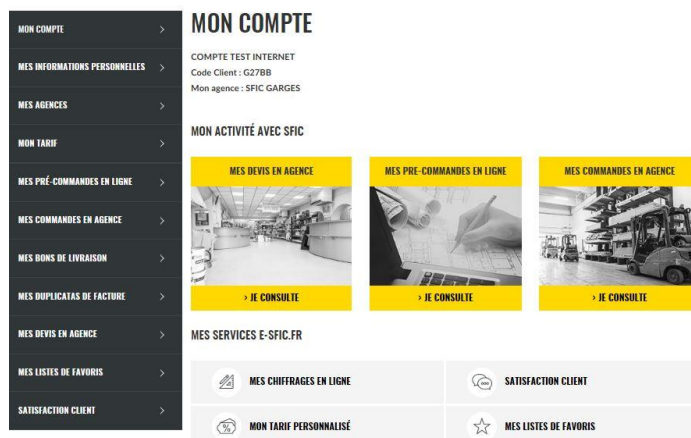 MON COMPTE
MES INFORMATIONS PERSONNELLES
MES AGENCES
MON TARIF
MES PRÉ-COMMANDES EN LIGNE
MES COMMANDES EN AGENCE
MES BONS DE LIVRAISON
MES DUPLICATAS DE FACTURE
MES DEVIS EN AGENCE
MES LISTES DE FAVORIS
SATISFACTION CLIENT
MON COMPTE
COMPTE TEST INTERNET
Code Client : G27BB
Mon agence : SFIC GARGES
MON ACTIVITÉ AVEC SFIC
MES DEVIS EN AGENCE
› JE CONSULTE
MES PRE-COMMANDES EN LIGNE
› JE CONSULTE
MES COMMANDES EN AGENCE
› JE CONSULTE
MES SERVICES E-SFIC.FR
MES CHIFFRAGES EN LIGNE
SATISFACTION CLIENT
MON TARIF PERSONNALISÉ
MES LISTES DE FAVORIS